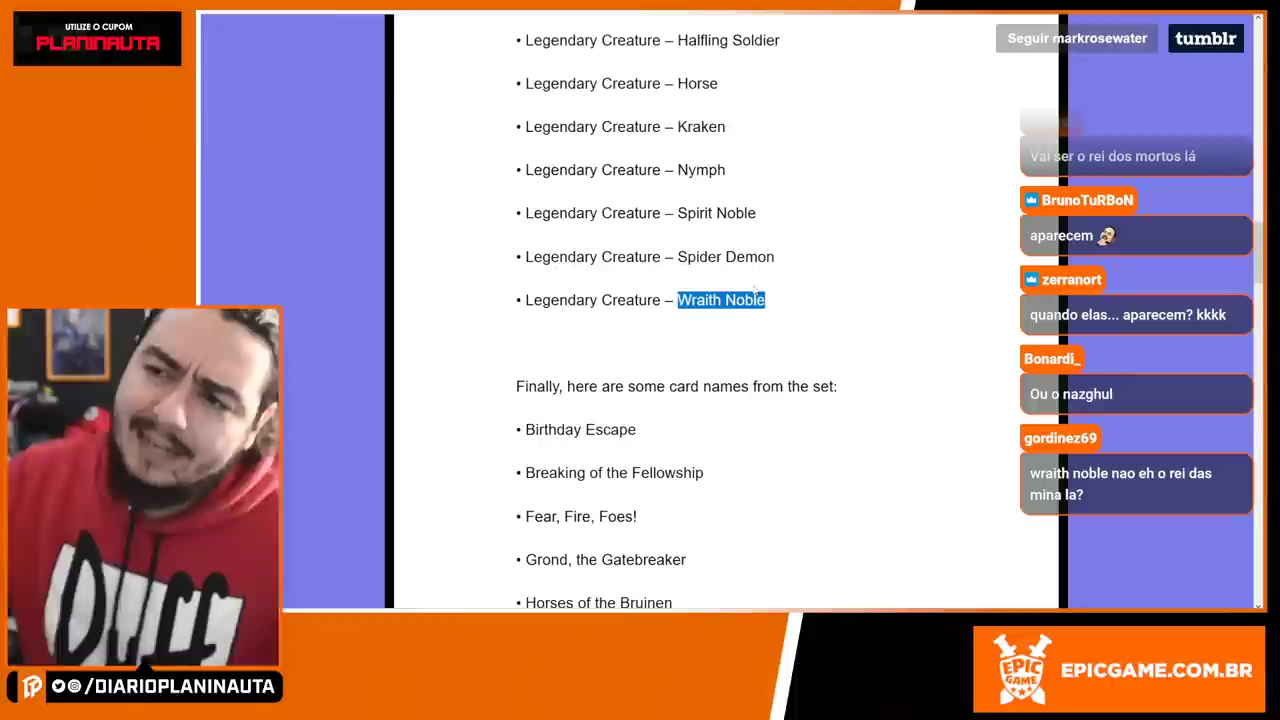 UTILIZE O CUPOM
PLANINAUTA
• Legendary Creature – Halfling Soldier
• Legendary Creature – Horse
• Legendary Creature – Kraken
• Legendary Creature – Nymph
• Legendary Creature – Spirit Noble
• Legendary Creature – Spider Demon
• Legendary Creature – Wraith Noble
Finally, here are some card names from the set:
• Birthday Escape
• Breaking of the Fellowship
• Fear, Fire, Foes!
• Grond, the Gatebreaker
• Horses of the Bruinen
Seguir markrosewater
tumblr
Vai ser o rei dos mortos lá
BrunoTuRBoN
aparecem
zerranort
quando elas... aparecem? kkkk
Bonardi_
Ou o nazghul
gordinez69
wraith noble nao eh o rei das
mina la?
DUFF
/DIARIOPLANINAUTA
EPIC
GAME
EPICGAME.COM.BR